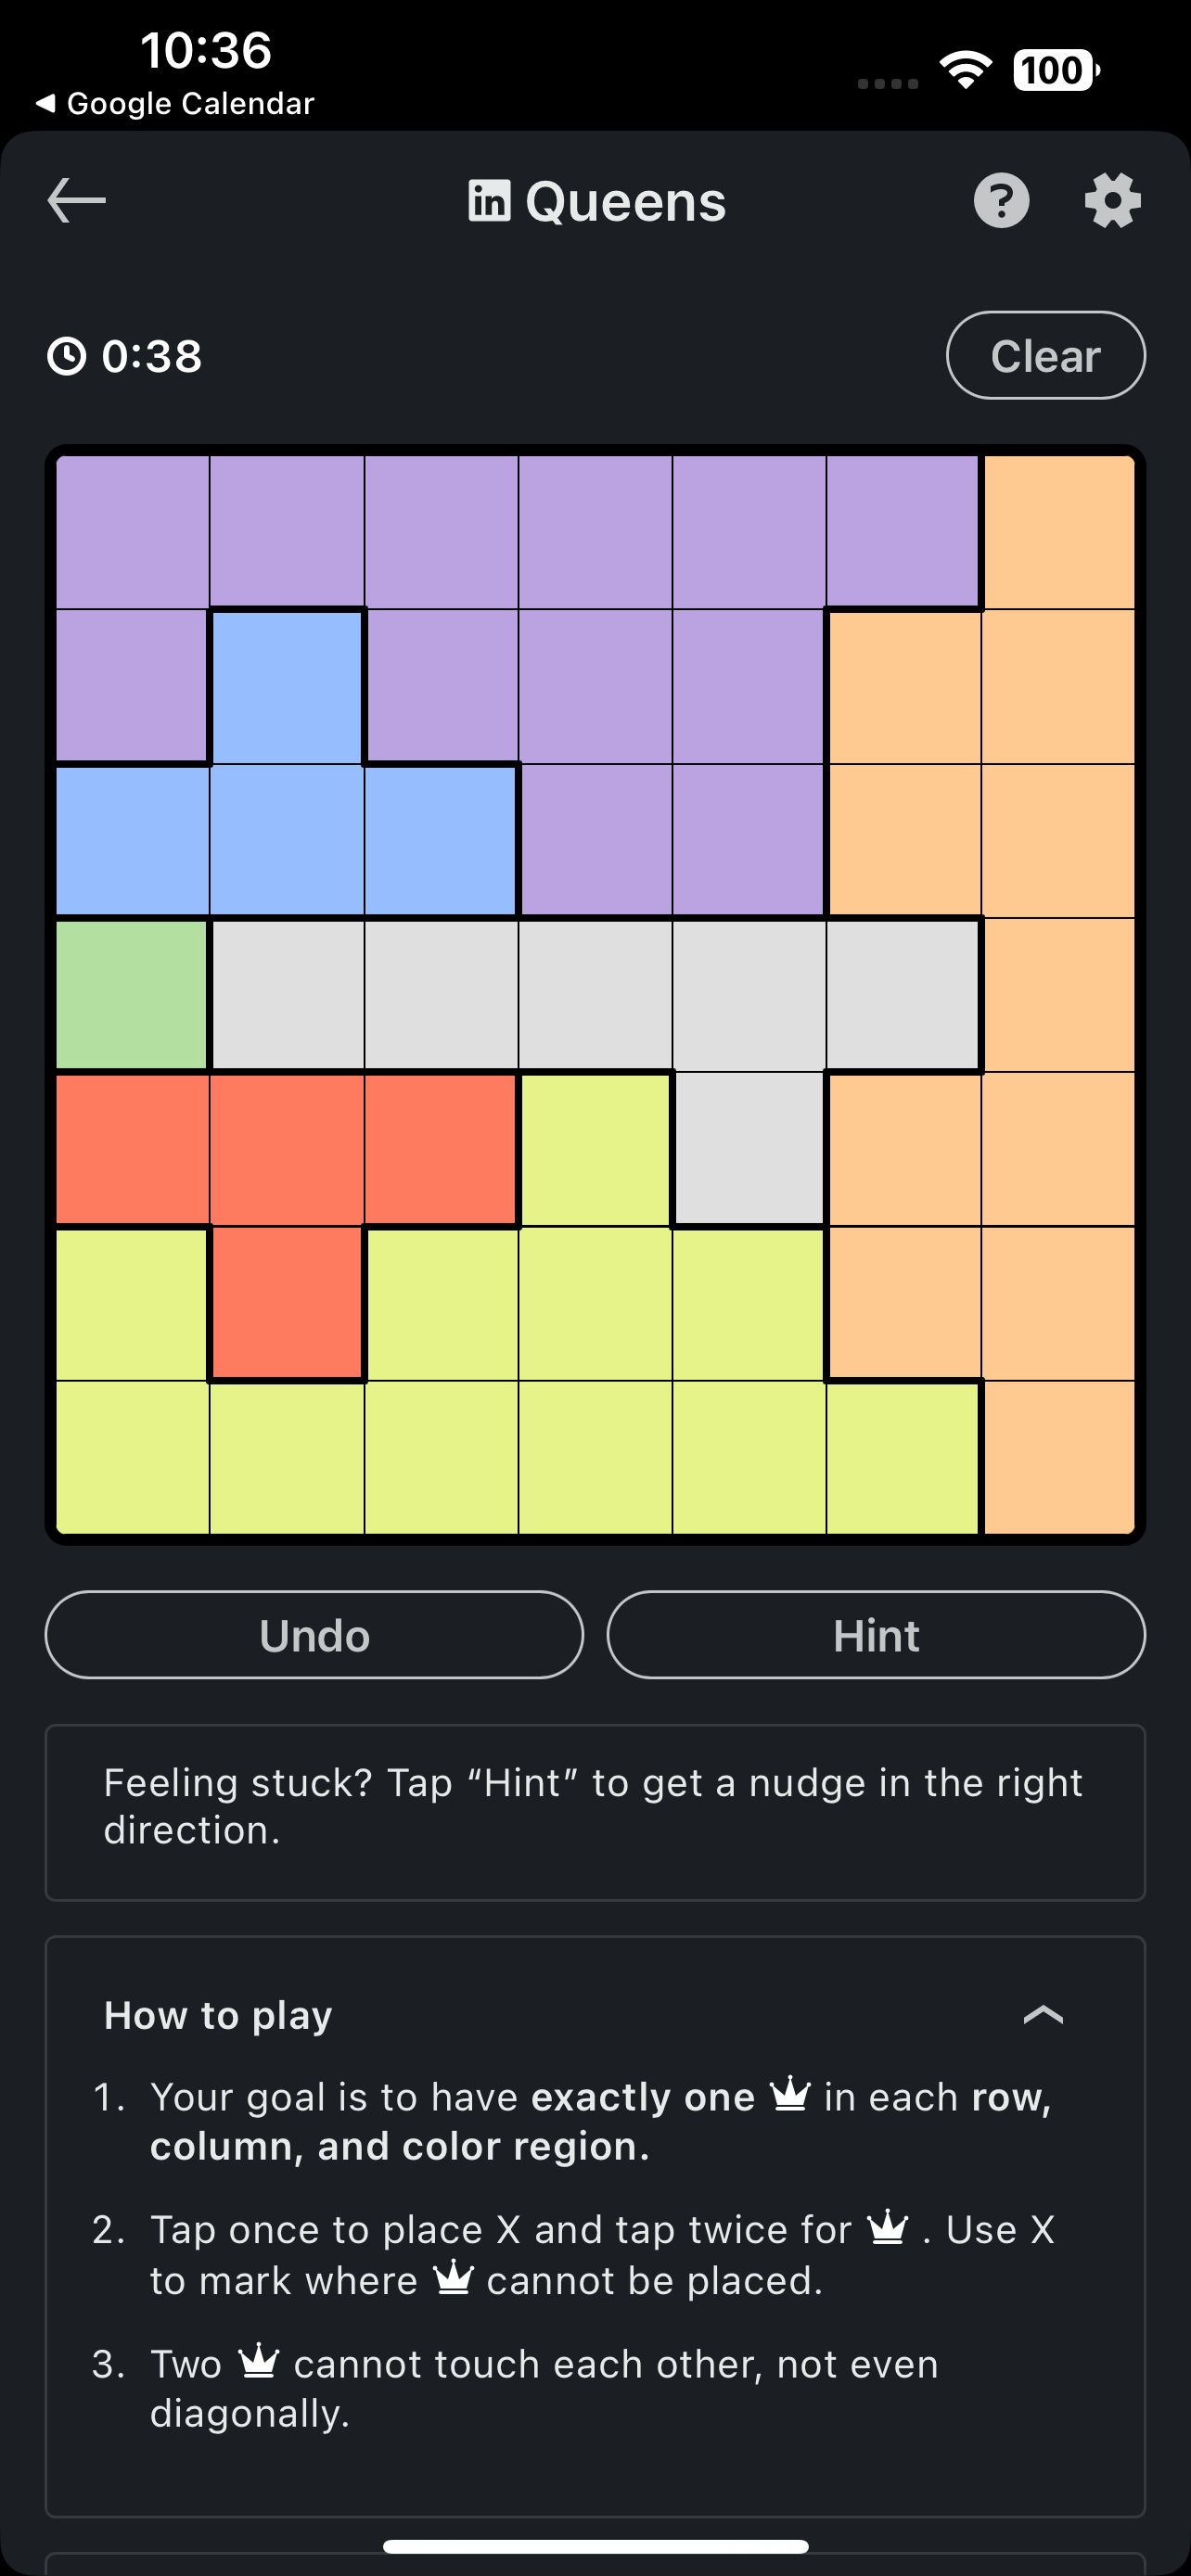 10:36
100
◀ Google Calendar
in Queens
?
0:38
Clear
Undo
Hint
Feeling stuck? Tap “Hint” to get a nudge in the right
direction.
How to play
1. Your goal is to have exactly one in each row,
column, and color region.
2. Tap once to place X and tap twice for . Use X
to mark where cannot be placed.
3. Two cannot touch each other, not even
diagonally.